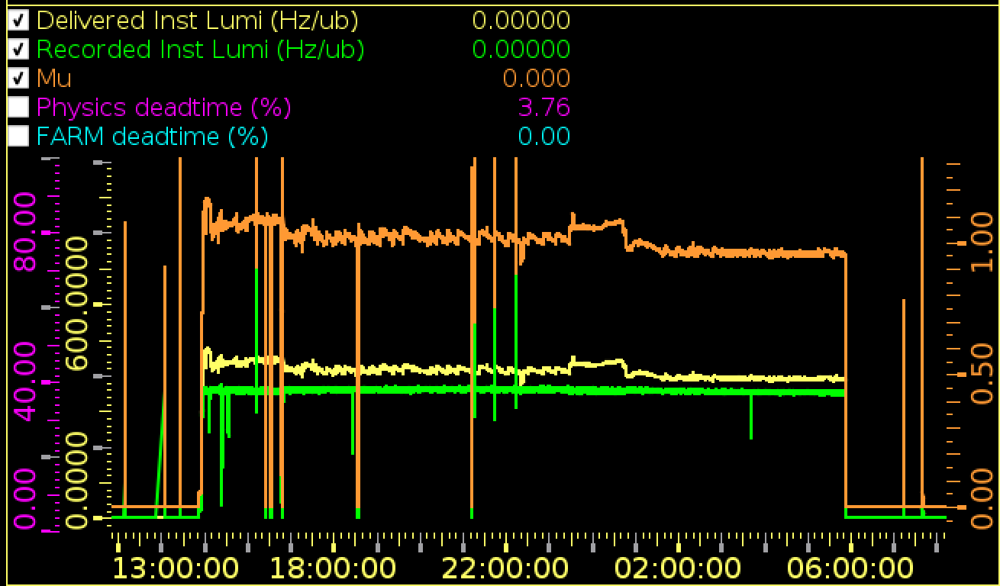 Delivered Inst Lumi (Hz/ub) 0.00000
Recorded Inst Lumi (Hz/ub) 0.00000
Mu 0.000
Physics deadtime (%) 3.76
FARM deadtime (%) 0.00
80.00
40.00
0.00
600.0000
0.0000
1.00
0.50
0.00
13:00:00 18:00:00 22:00:00 02:00:00 06:00:00